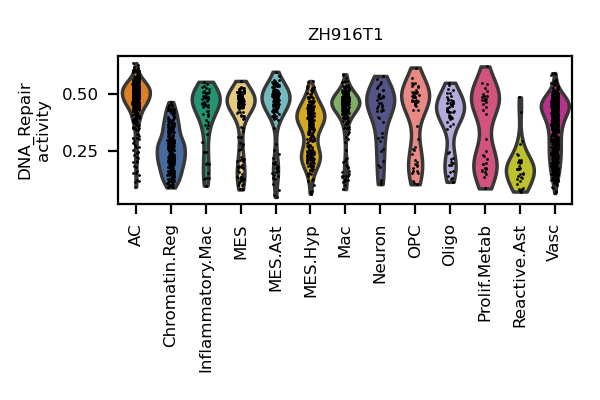 ZH916T1
DNA_Repair
activity
0.50
0.25
AC
Chromatin.Reg
Inflammatory.Mac
MES
MES.Ast
MES.Hyp
Mac
Neuron
OPC
Oligo
Prolif.Metab
Reactive.Ast
Vasc